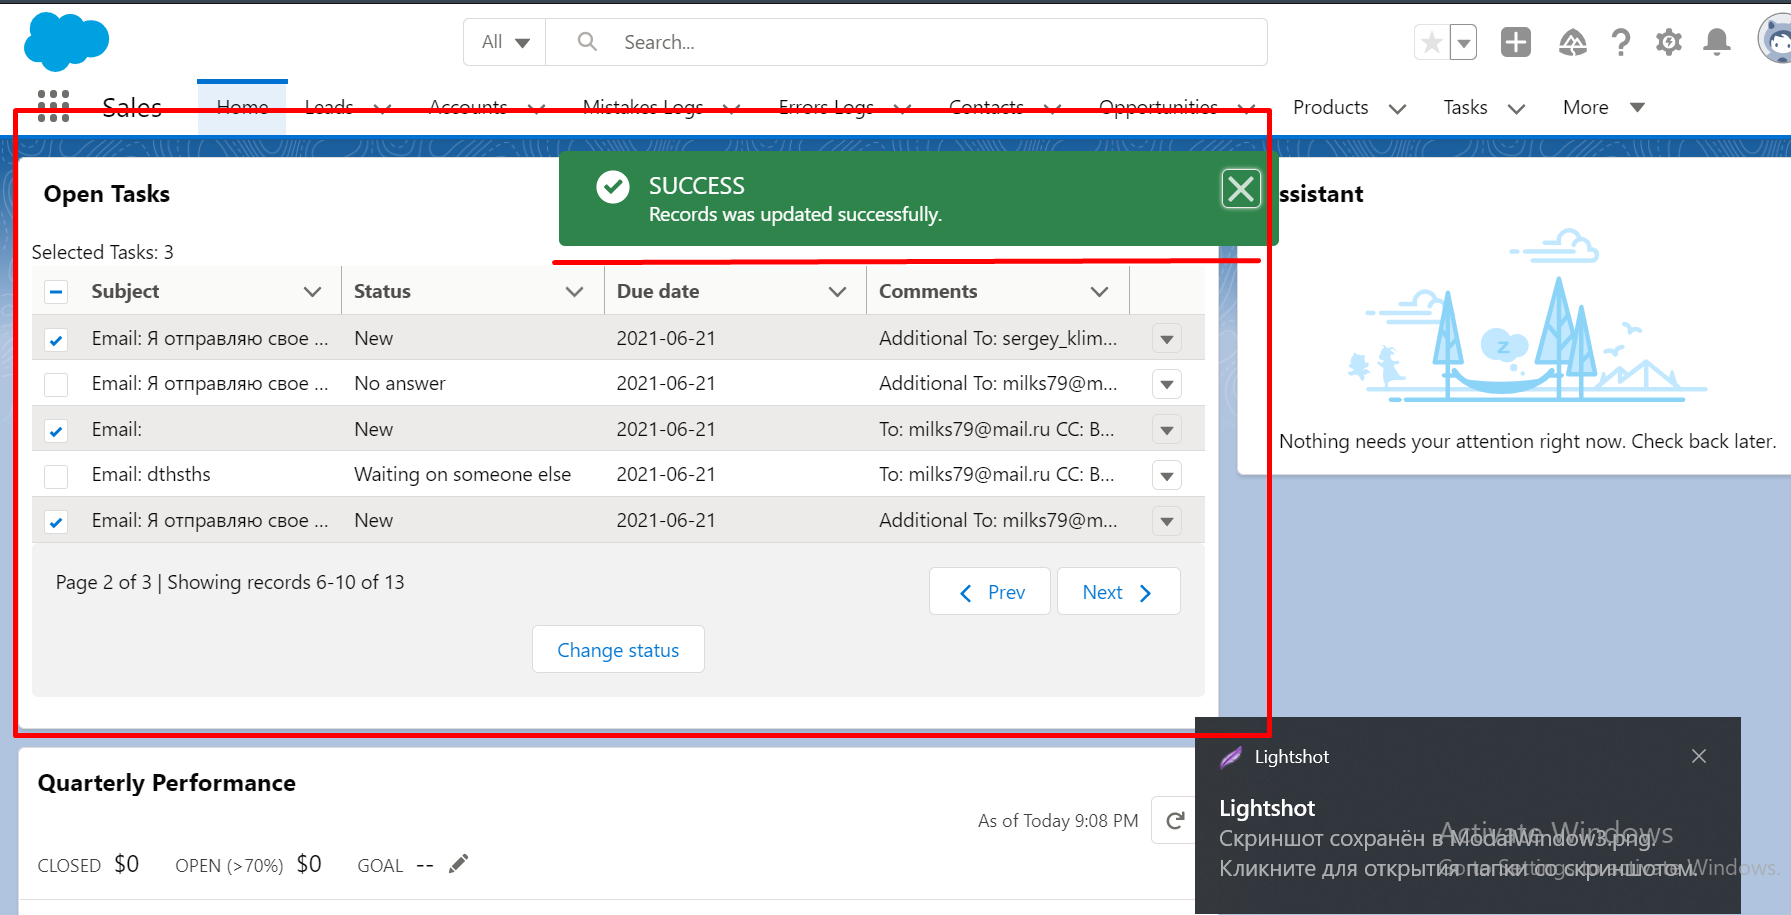 All
Search...
Sales
Home
Leads
Accounts
Mistakes Logs
Errors Logs
Contacts
Opportunities
Products
Tasks
More
Open Tasks
SUCCESS
Records was updated successfully.
ssistant
Selected Tasks: 3
Subject Status Due date Comments
Email: Я отправляю свое ... New 2021-06-21 Additional To: sergey_klim...
Email: Я отправляю свое ... No answer 2021-06-21 Additional To: milks79@m...
Email: New 2021-06-21 To: milks79@mail.ru CC: B...
Email: dthsths Waiting on someone else 2021-06-21 To: milks79@mail.ru CC: B...
Email: Я отправляю свое ... New 2021-06-21 Additional To: milks79@m...
z
Nothing needs your attention right now. Check back later.
Page 2 of 3 | Showing records 6-10 of 13
Prev
Next
Change status
Quarterly Performance
As of Today 9:08 PM
CLOSED $0 OPEN (>70%) $0 GOAL --
Lightshot
Lightshot
Скриншот сохранён в ModalWindow3.png.
Кликните для открытия папки со скриншотом.
Activate Windows
Go to Settings to activate Windows.